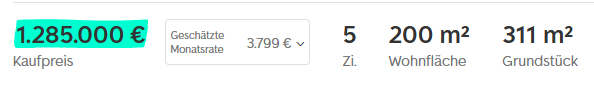 1.285.000 €
Kaufpreis
Geschätzte
Monatsrate
3.799 €
5
Zi.
200 m²
Wohnfläche
311 m²
Grundstück